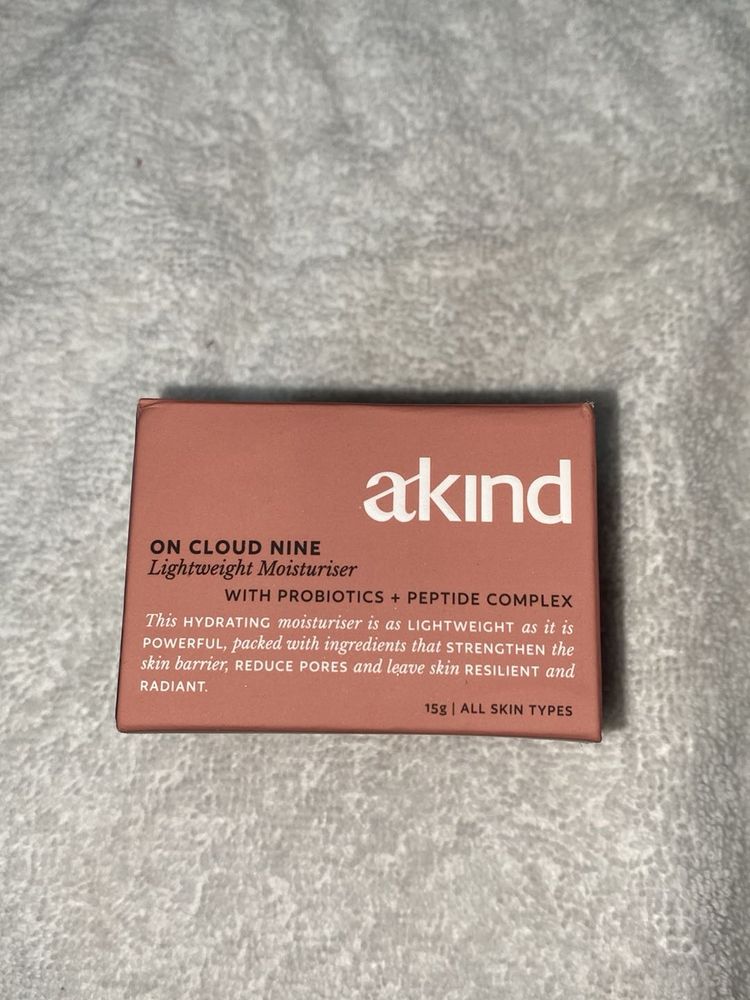 akind
ON CLOUD NINE
Lightweight Moisturiser
WITH PROBIOTICS + PEPTIDE COMPLEX
This HYDRATING moisturiser is as LIGHTWEIGHT as it is
POWERFUL, packed with ingredients that STRENGTHEN the
skin barrier, REDUCE PORES and leave skin RESILIENT and
RADIANT.
15g | ALL SKIN TYPES